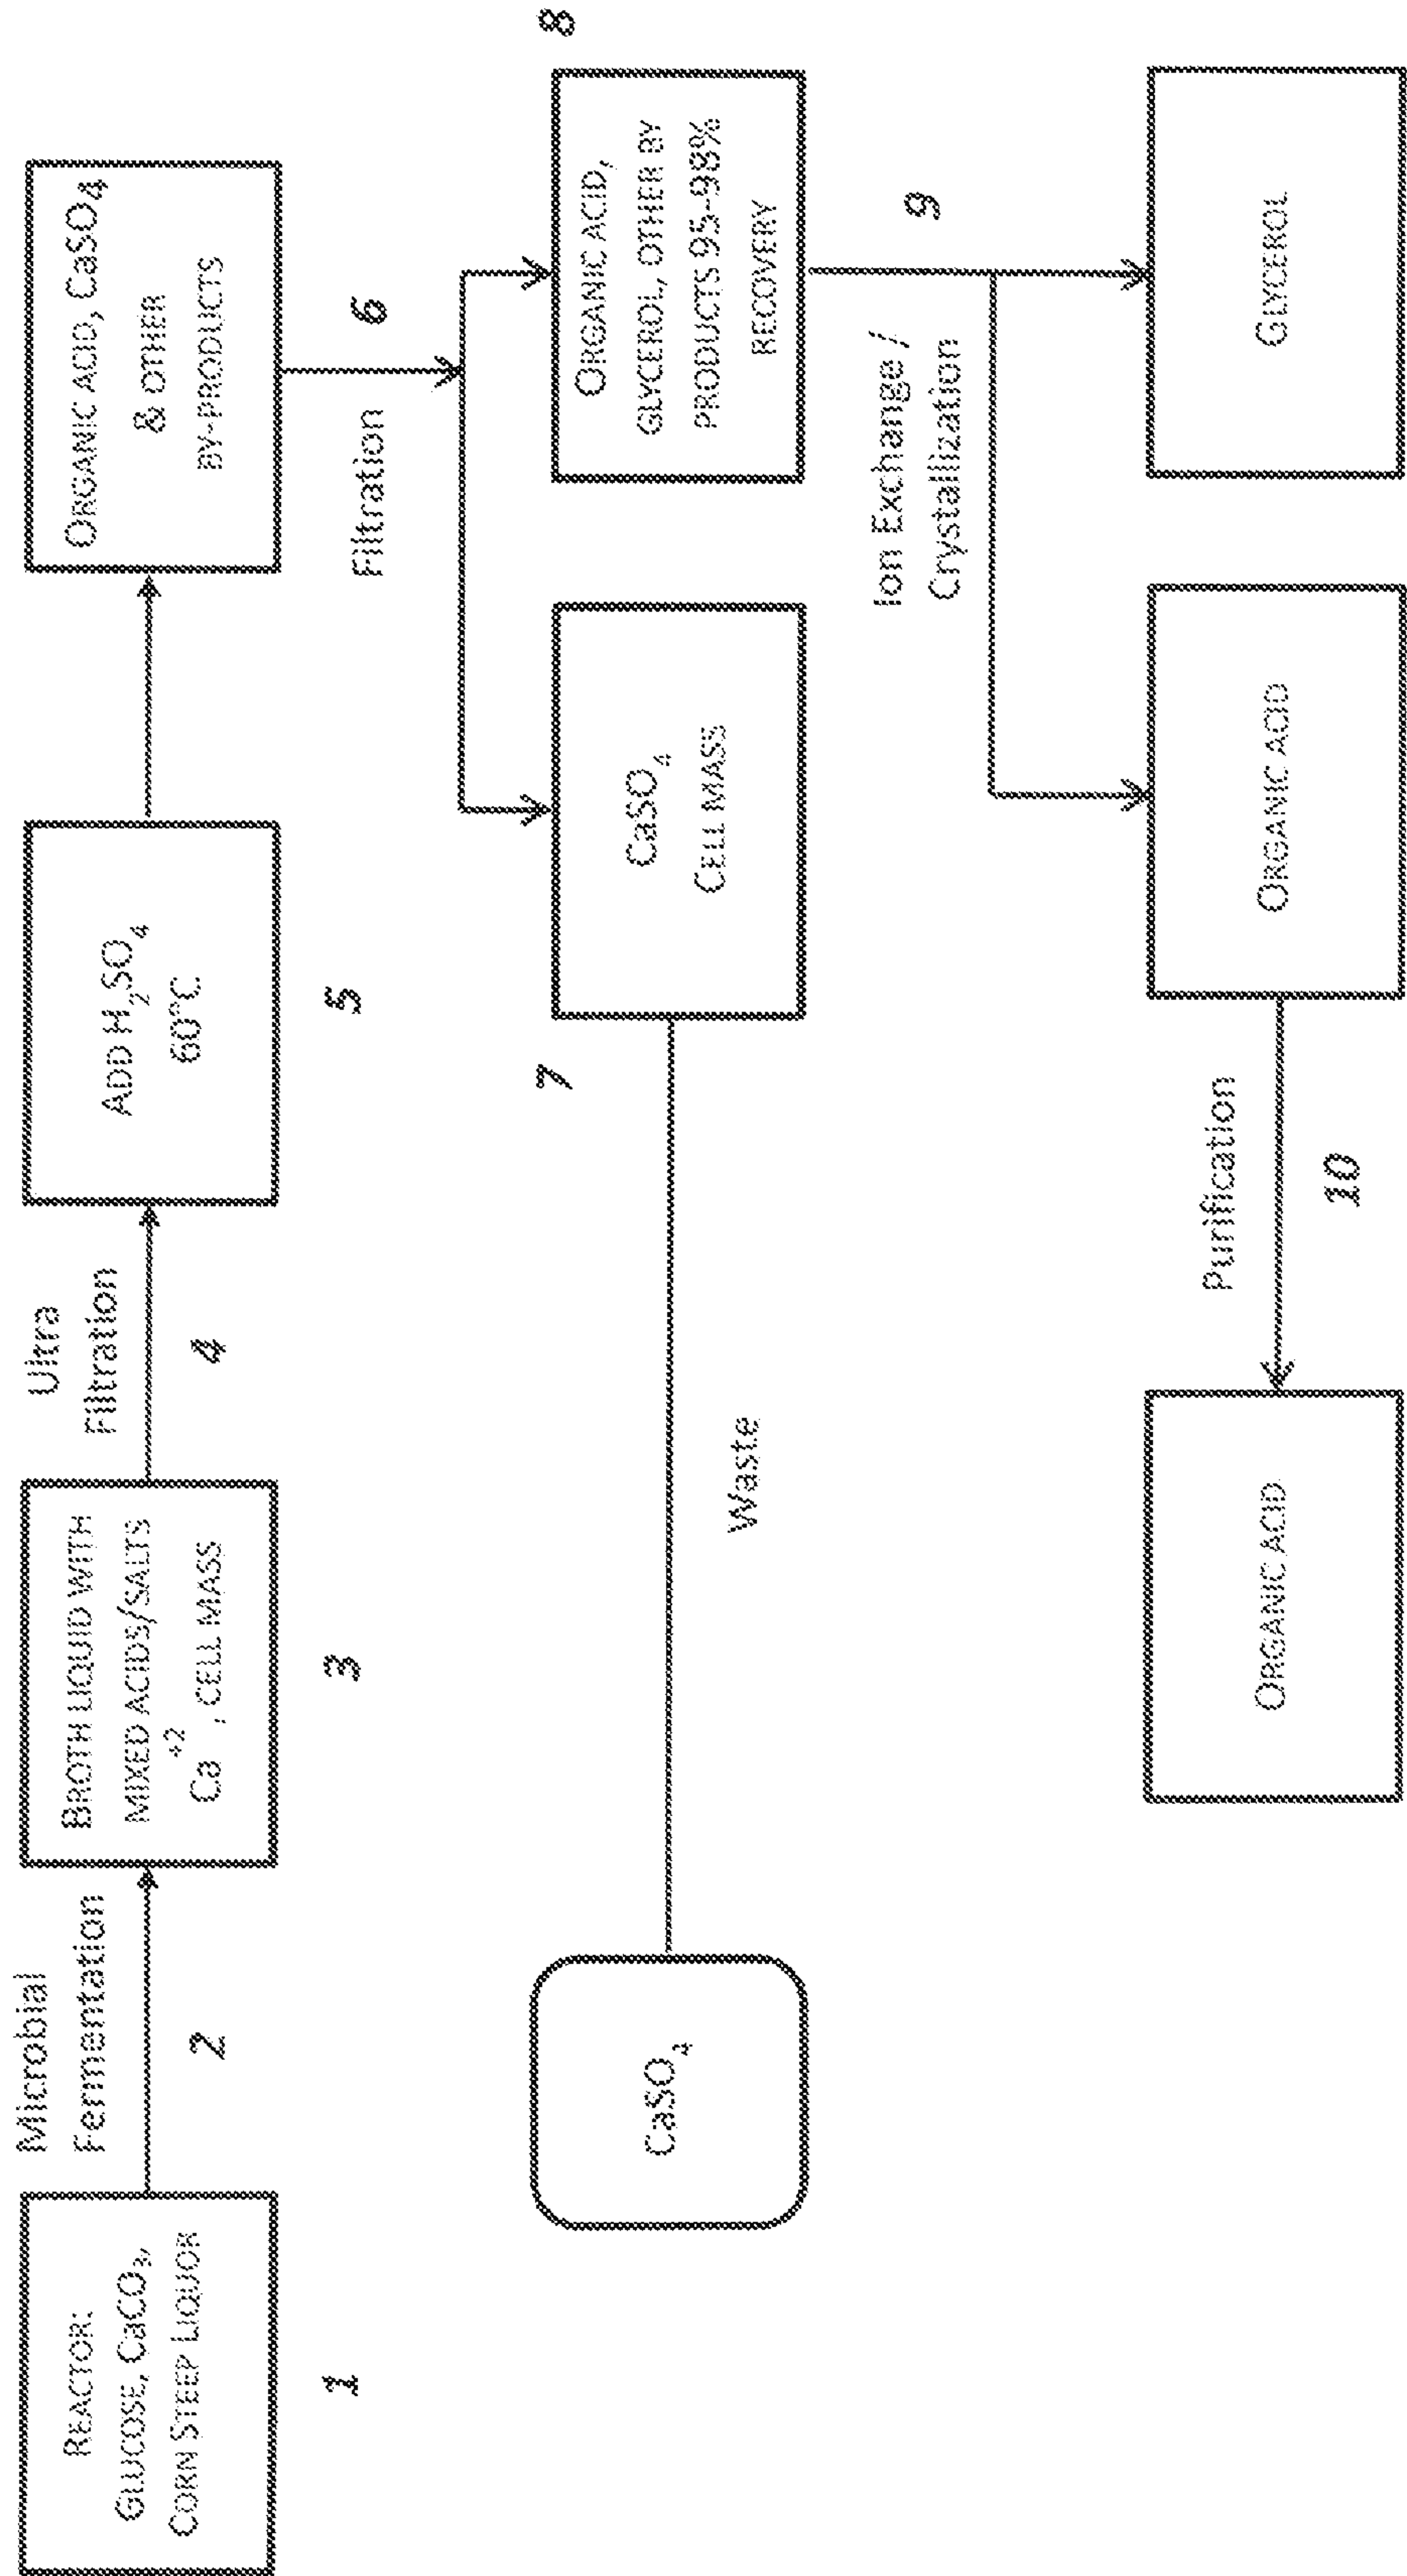 REACTOR:
GLUCOSE, CaCO3,
CORN STEEP LIQUOR
1
Microbial
Fermentation
2
BROTH LIQUID WITH
MIXED ACIDS/SALTS
Ca+2, CELL MASS
3
Ultra
Filtration
4
ADD H2SO4
60°C
5
ORGANIC ACID, CaSO4
& OTHER
BY-PRODUCTS
Filtration
6
CaSO4
Waste
7
CaSO4
CELL MASS
8
ORGANIC ACID,
GLYCEROL, OTHER BY
PRODUCTS 95-98%
RECOVERY
Ion Exchange /
Crystallization
9
ORGANIC ACID
Purification
10
ORGANIC ACID
GLYCEROL